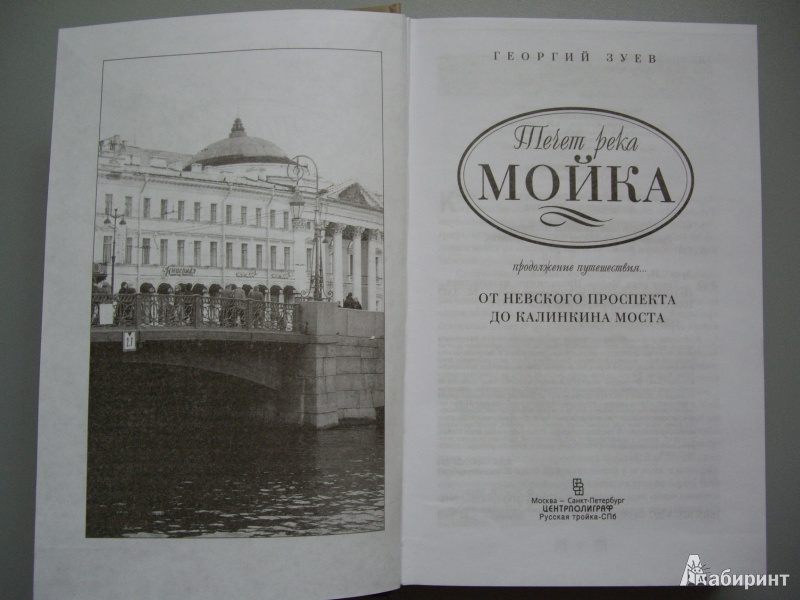 ГЕОРГИЙ ЗУЕВ
Течет река
МОЙКА
продолжение путешествия...
ОТ НЕВСКОГО ПРОСПЕКТА
ДО КАЛИНКИНА МОСТА
Москва – Санкт-Петербург
ЦЕНТРПОЛИГРАФ
Русская тройка-СПб
Лабиринт